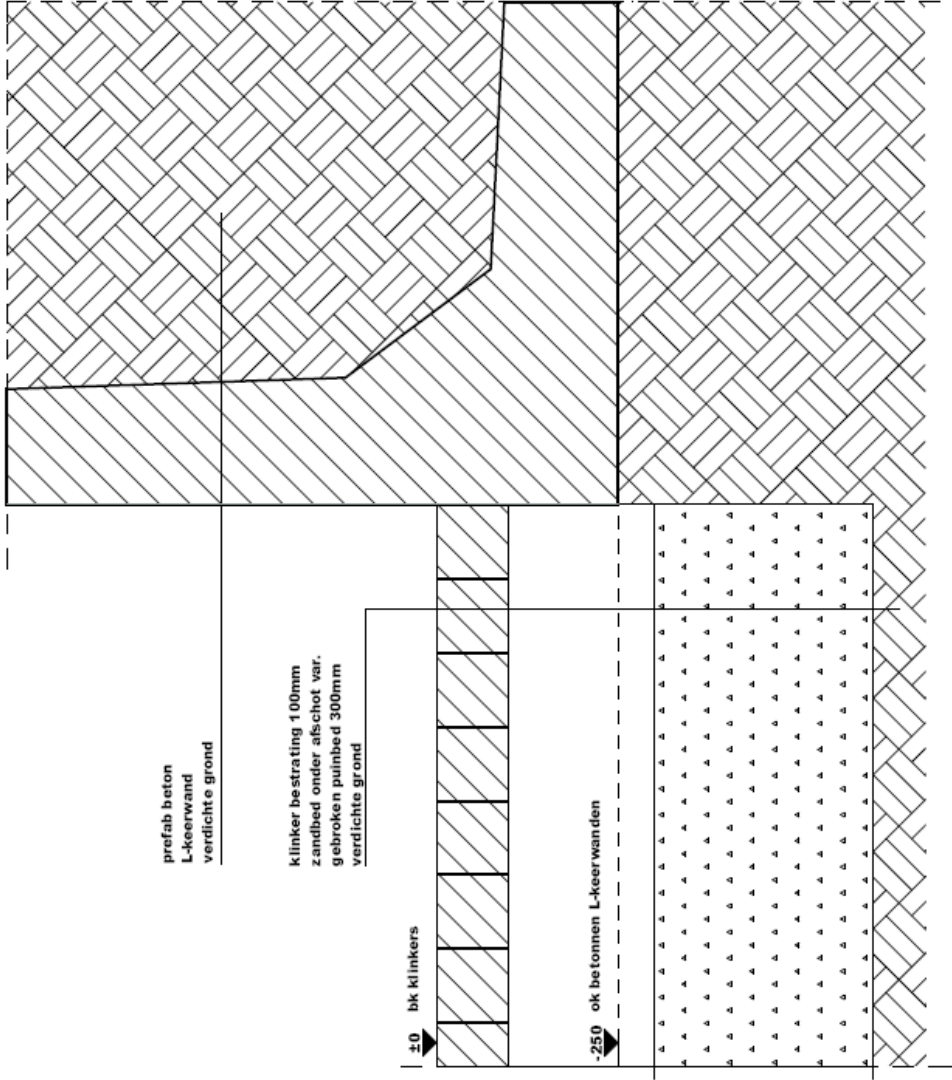 prefab beton
L-keerwand
verdichte grond
klinker bestrating 100mm
zandbed onder afschot var.
gebroken puinbed 300mm
verdichte grond
±0 bk klinkers
-250 ok betonnen L-keerwanden